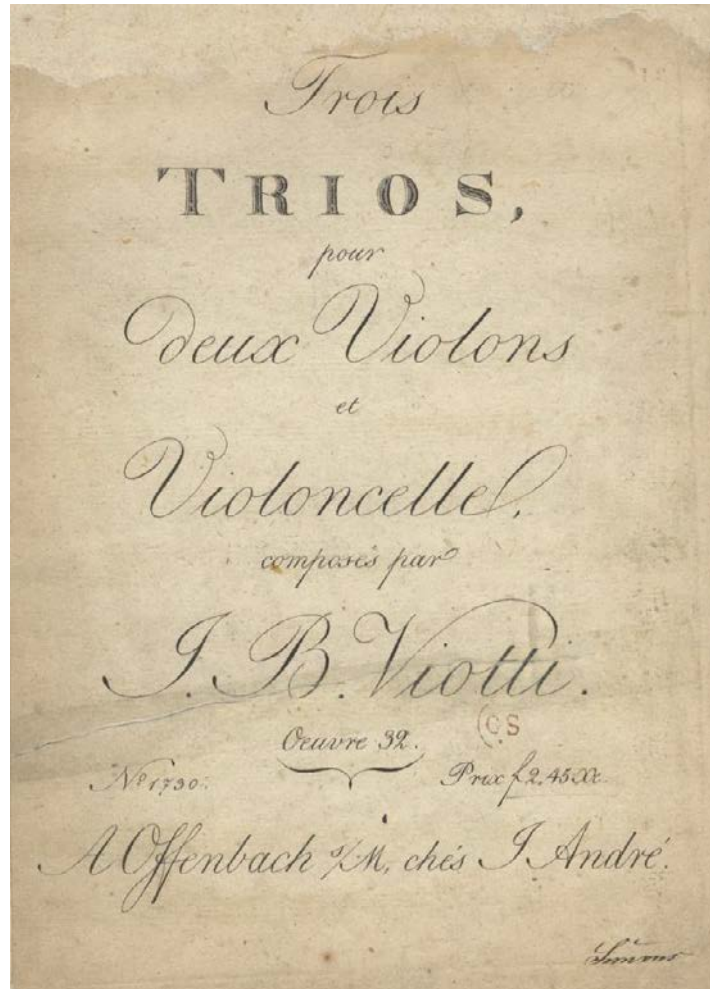 Trois
TRIOS,
pour
deux Violons
et
Violoncelle.
composés par
J. B. Viotti.
CS
Oeuvre 32.
Nº 1730. Prix f 2.45 Xr.
A Offenbach s/M, chés J. André.